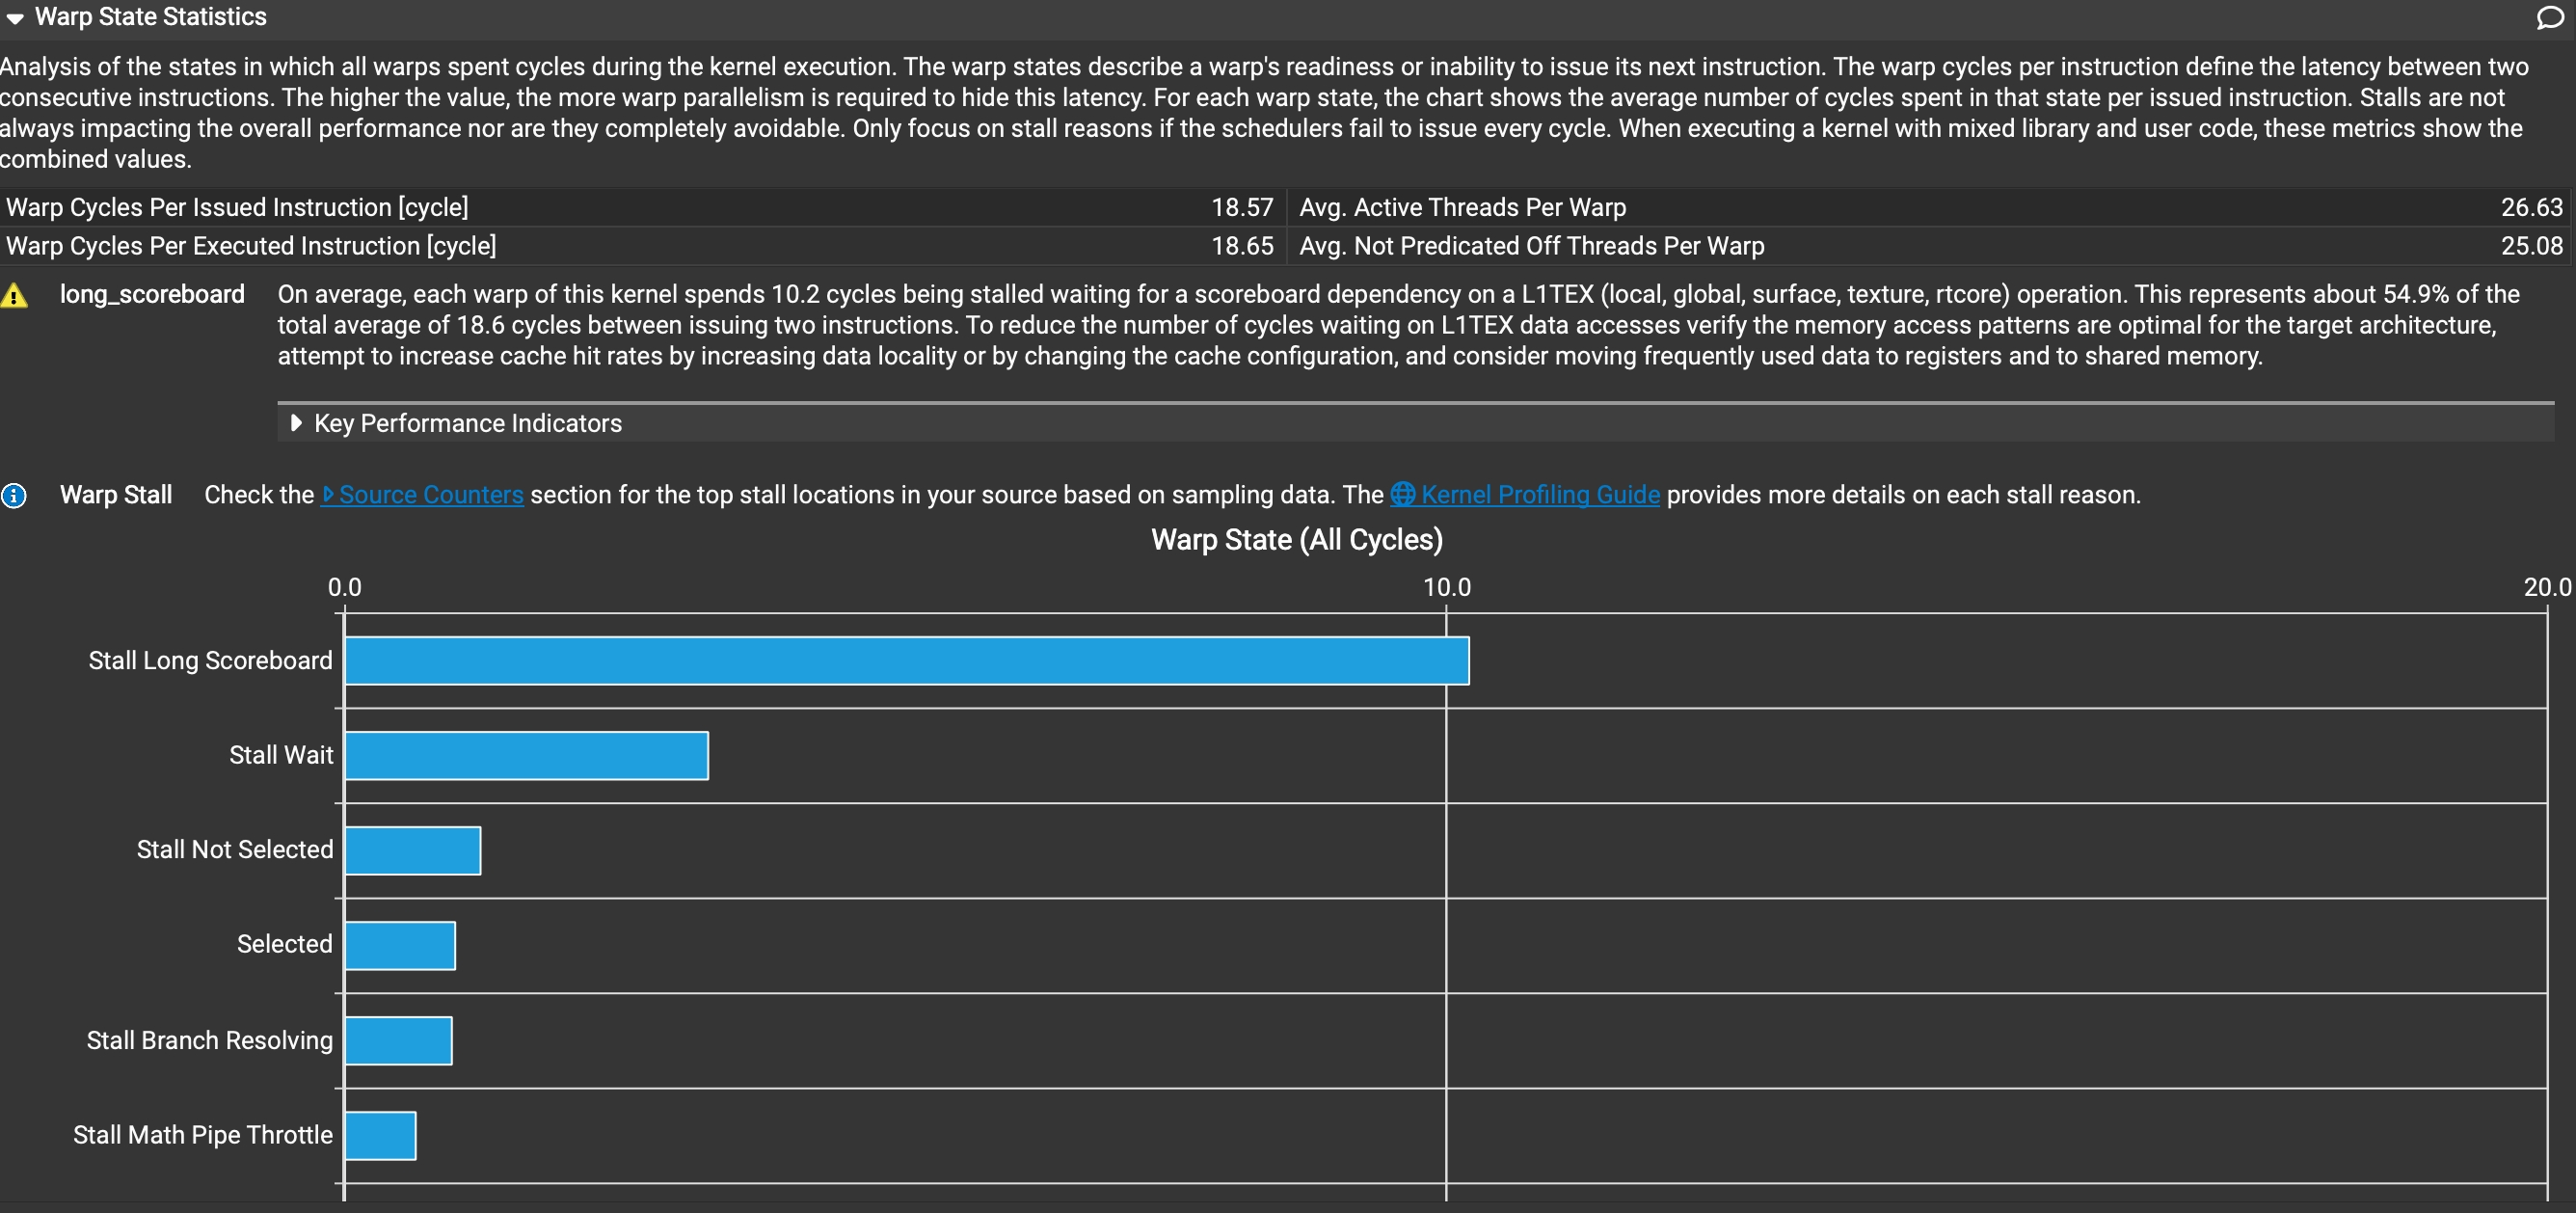 Warp State Statistics
Analysis of the states in which all warps spent cycles during the kernel execution. The warp states describe a warp's readiness or inability to issue its next instruction. The warp cycles per instruction define the latency between two
consecutive instructions. The higher the value, the more warp parallelism is required to hide this latency. For each warp state, the chart shows the average number of cycles spent in that state per issued instruction. Stalls are not
always impacting the overall performance nor are they completely avoidable. Only focus on stall reasons if the schedulers fail to issue every cycle. When executing a kernel with mixed library and user code, these metrics show the
combined values.
Warp Cycles Per Issued Instruction [cycle] 18.57 Avg. Active Threads Per Warp 26.63
Warp Cycles Per Executed Instruction [cycle] 18.65 Avg. Not Predicated Off Threads Per Warp 25.08
long_scoreboard On average, each warp of this kernel spends 10.2 cycles being stalled waiting for a scoreboard dependency on a L1TEX (local, global, surface, texture, rtcore) operation. This represents about 54.9% of the
total average of 18.6 cycles between issuing two instructions. To reduce the number of cycles waiting on L1TEX data accesses verify the memory access patterns are optimal for the target architecture,
attempt to increase cache hit rates by increasing data locality or by changing the cache configuration, and consider moving frequently used data to registers and to shared memory.
Key Performance Indicators
Warp Stall Check the Source Counters section for the top stall locations in your source based on sampling data. The Kernel Profiling Guide provides more details on each stall reason.
Warp State (All Cycles)
0.0 10.0 20.0
Stall Long Scoreboard
Stall Wait
Stall Not Selected
Selected
Stall Branch Resolving
Stall Math Pipe Throttle